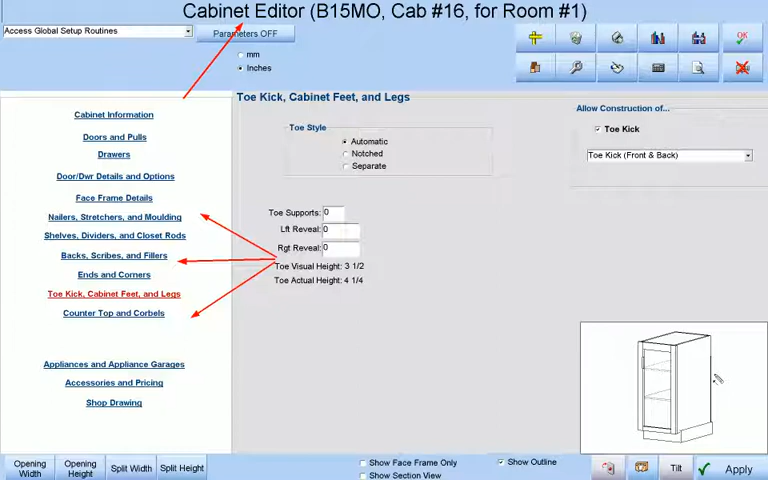 Cabinet Editor (B15MO, Cab #16, for Room #1)
Access Global Setup Routines
Parameters OFF
mm
Inches
OK
Cabinet Information
Doors and Pulls
Drawers
Door/Dwr Details and Options
Face Frame Details
Nailers, Stretchers, and Moulding
Shelves, Dividers, and Closet Rods
Backs, Scribes, and Fillers
Ends and Corners
Toe Kick, Cabinet Feet, and Legs
Counter Top and Corbels
Appliances and Appliance Garages
Accessories and Pricing
Shop Drawing
Toe Kick, Cabinet Feet, and Legs
Toe Style
Automatic
Notched
Separate
Toe Supports: 0
Lft Reveal: 0
Rgt Reveal: 0
Toe Visual Height: 3 1/2
Toe Actual Height: 4 1/4
Allow Construction of...
Toe Kick
Toe Kick (Front & Back)
Opening Width
Opening Height
Split Width
Split Height
Show Face Frame Only
Show Section View
Show Outline
Tilt
Apply